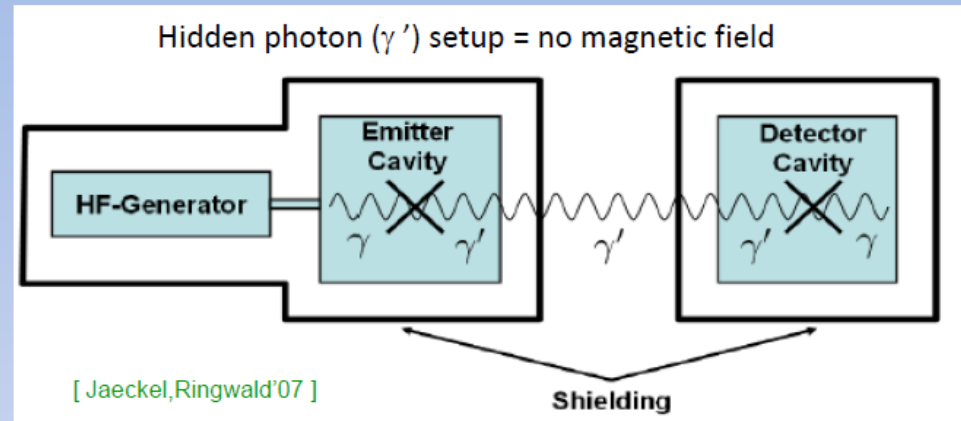 Hidden photon (γ ’) setup = no magnetic field
Emitter
Cavity
Detector
Cavity
HF-Generator
γ γ′ γ′ γ′ γ
[ Jaeckel,Ringwald’07 ]
Shielding